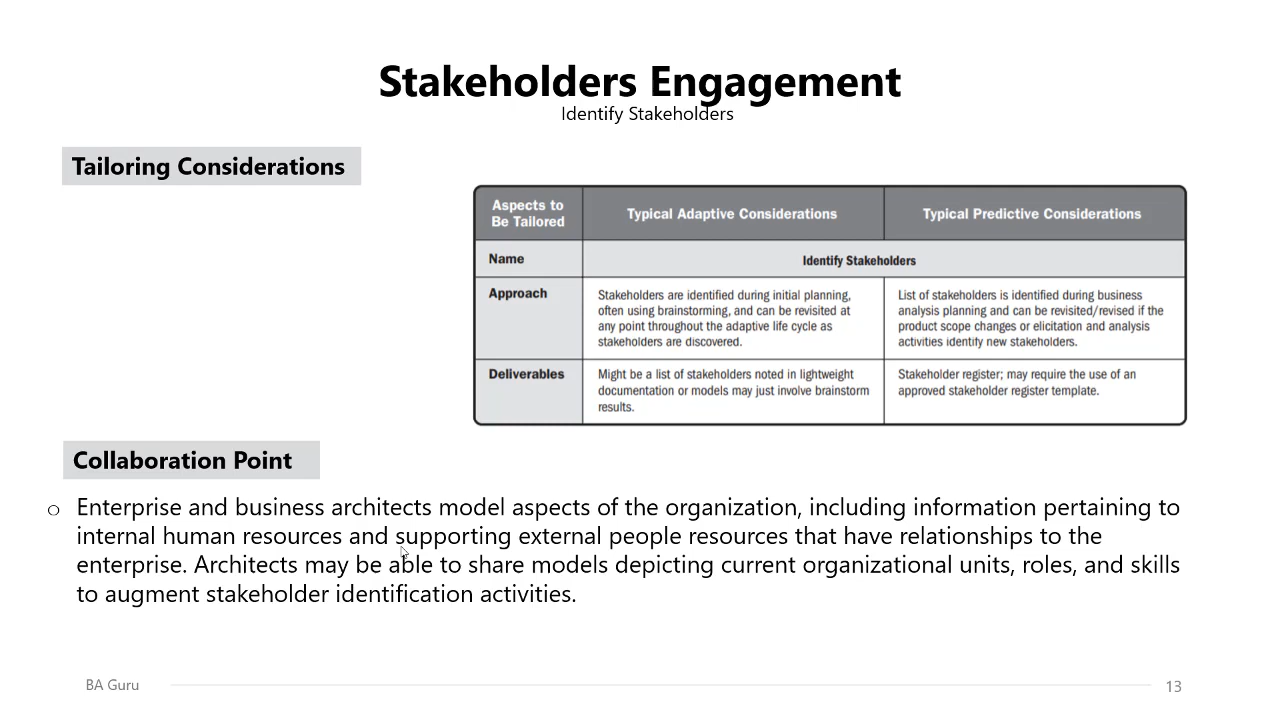 Stakeholders Engagement
Identify Stakeholders
Tailoring Considerations
Aspects to
Be Tailored
Typical Adaptive Considerations
Typical Predictive Considerations
Name
Identify Stakeholders
Approach
Stakeholders are identified during initial planning,
often using brainstorming, and can be revisited at
any point throughout the adaptive life cycle as
stakeholders are discovered.
List of stakeholders is identified during business
analysis planning and can be revisited/revised if the
product scope changes or elicitation and analysis
activities identify new stakeholders.
Deliverables
Might be a list of stakeholders noted in lightweight
documentation or models may just involve brainstorm
results.
Stakeholder register; may require the use of an
approved stakeholder register template.
Collaboration Point
o Enterprise and business architects model aspects of the organization, including information pertaining to
internal human resources and supporting external people resources that have relationships to the
enterprise. Architects may be able to share models depicting current organizational units, roles, and skills
to augment stakeholder identification activities.
BA Guru
13